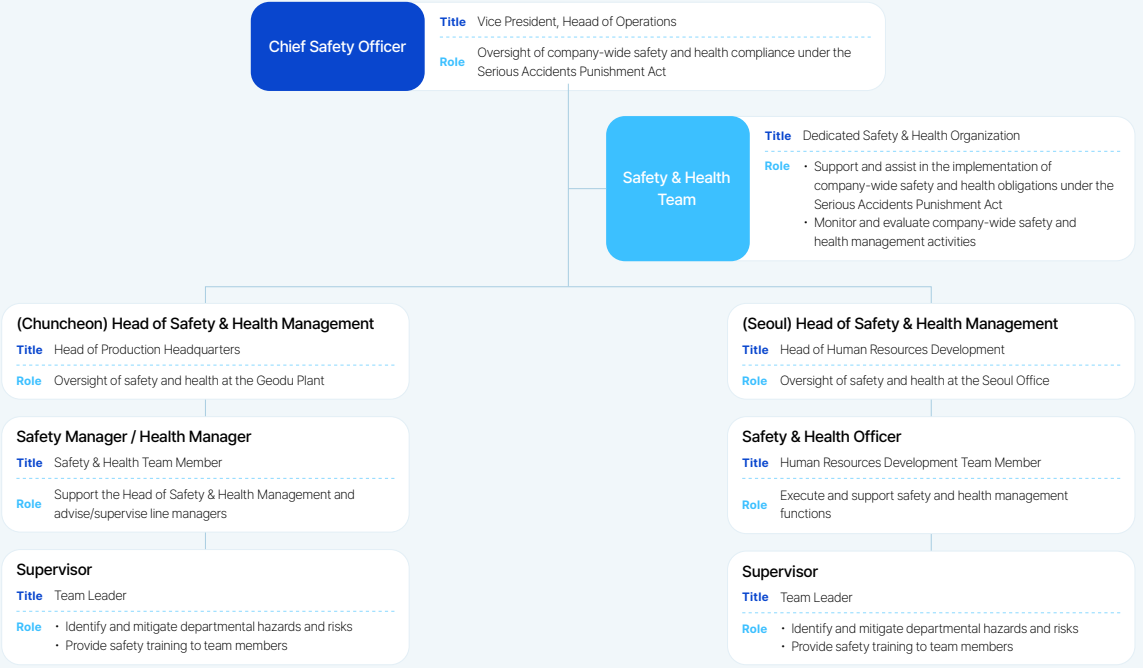 Chief Safety Officer
Title Vice President, Heaad of Operations
Role Oversight of company-wide safety and health compliance under the
Serious Accidents Punishment Act
Safety & Health
Team
Title Dedicated Safety & Health Organization
Role • Support and assist in the implementation of
company-wide safety and health obligations under the
Serious Accidents Punishment Act
• Monitor and evaluate company-wide safety and
health management activities
(Chuncheon) Head of Safety & Health Management
Title Head of Production Headquarters
Role Oversight of safety and health at the Geodu Plant
Safety Manager / Health Manager
Title Safety & Health Team Member
Role Support the Head of Safety & Health Management and
advise/supervise line managers
Supervisor
Title Team Leader
Role • Identify and mitigate departmental hazards and risks
• Provide safety training to team members
(Seoul) Head of Safety & Health Management
Title Head of Human Resources Development
Role Oversight of safety and health at the Seoul Office
Safety & Health Officer
Title Human Resources Development Team Member
Role Execute and support safety and health management
functions
Supervisor
Title Team Leader
Role • Identify and mitigate departmental hazards and risks
• Provide safety training to team members